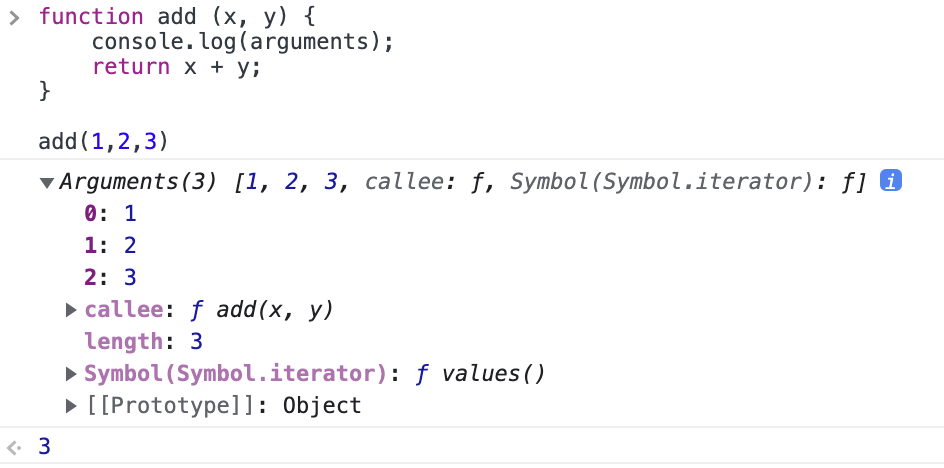 > function add (x, y) {
console.log(arguments);
return x + y;
}
add(1,2,3)
▼Arguments(3) [1, 2, 3, callee: ƒ, Symbol(Symbol.iterator): ƒ] i
0: 1
1: 2
2: 3
▶ callee: ƒ add(x, y)
length: 3
▶ Symbol(Symbol.iterator): ƒ values()
▶ [[Prototype]]: Object
<· 3